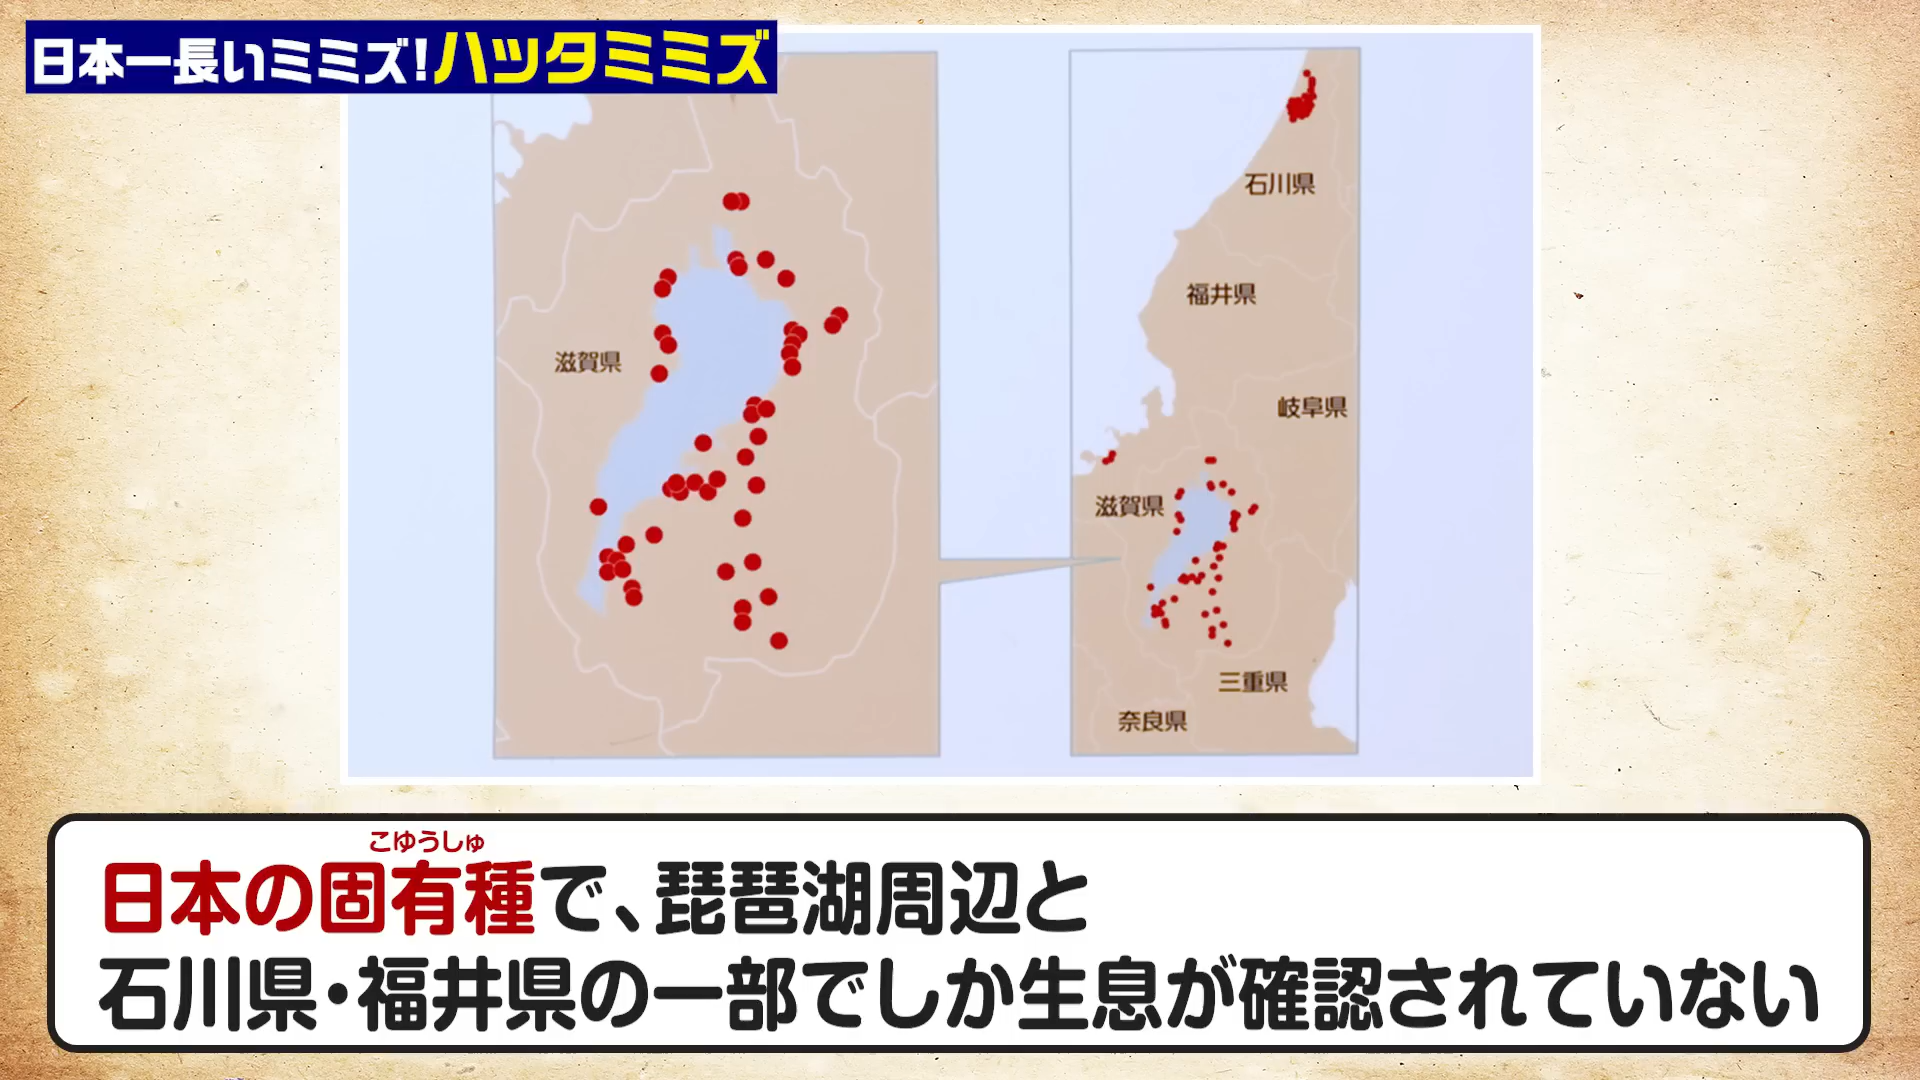 日本一長いミミズ!ハッタミミズ
石川県
福井県
滋賀県
岐阜県
滋賀県
三重県
奈良県
こゆうしゅ
日本の固有種で、琵琶湖周辺と
石川県・福井県の一部でしか生息が確認されていない